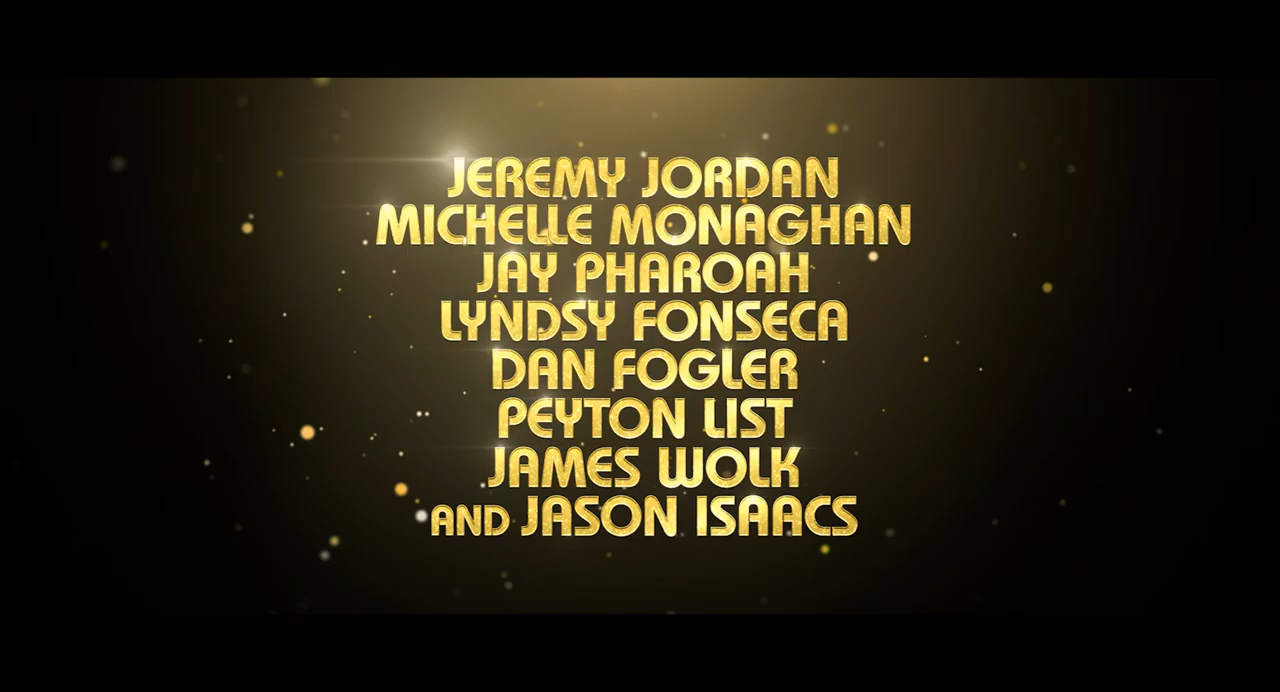 JEREMY JORDAN
MICHELLE MONAGHAN
JAY PHAROAH
LYNDSY FONSECA
DAN FOGLER
PEYTON LIST
JAMES WOLK
AND JASON ISAACS